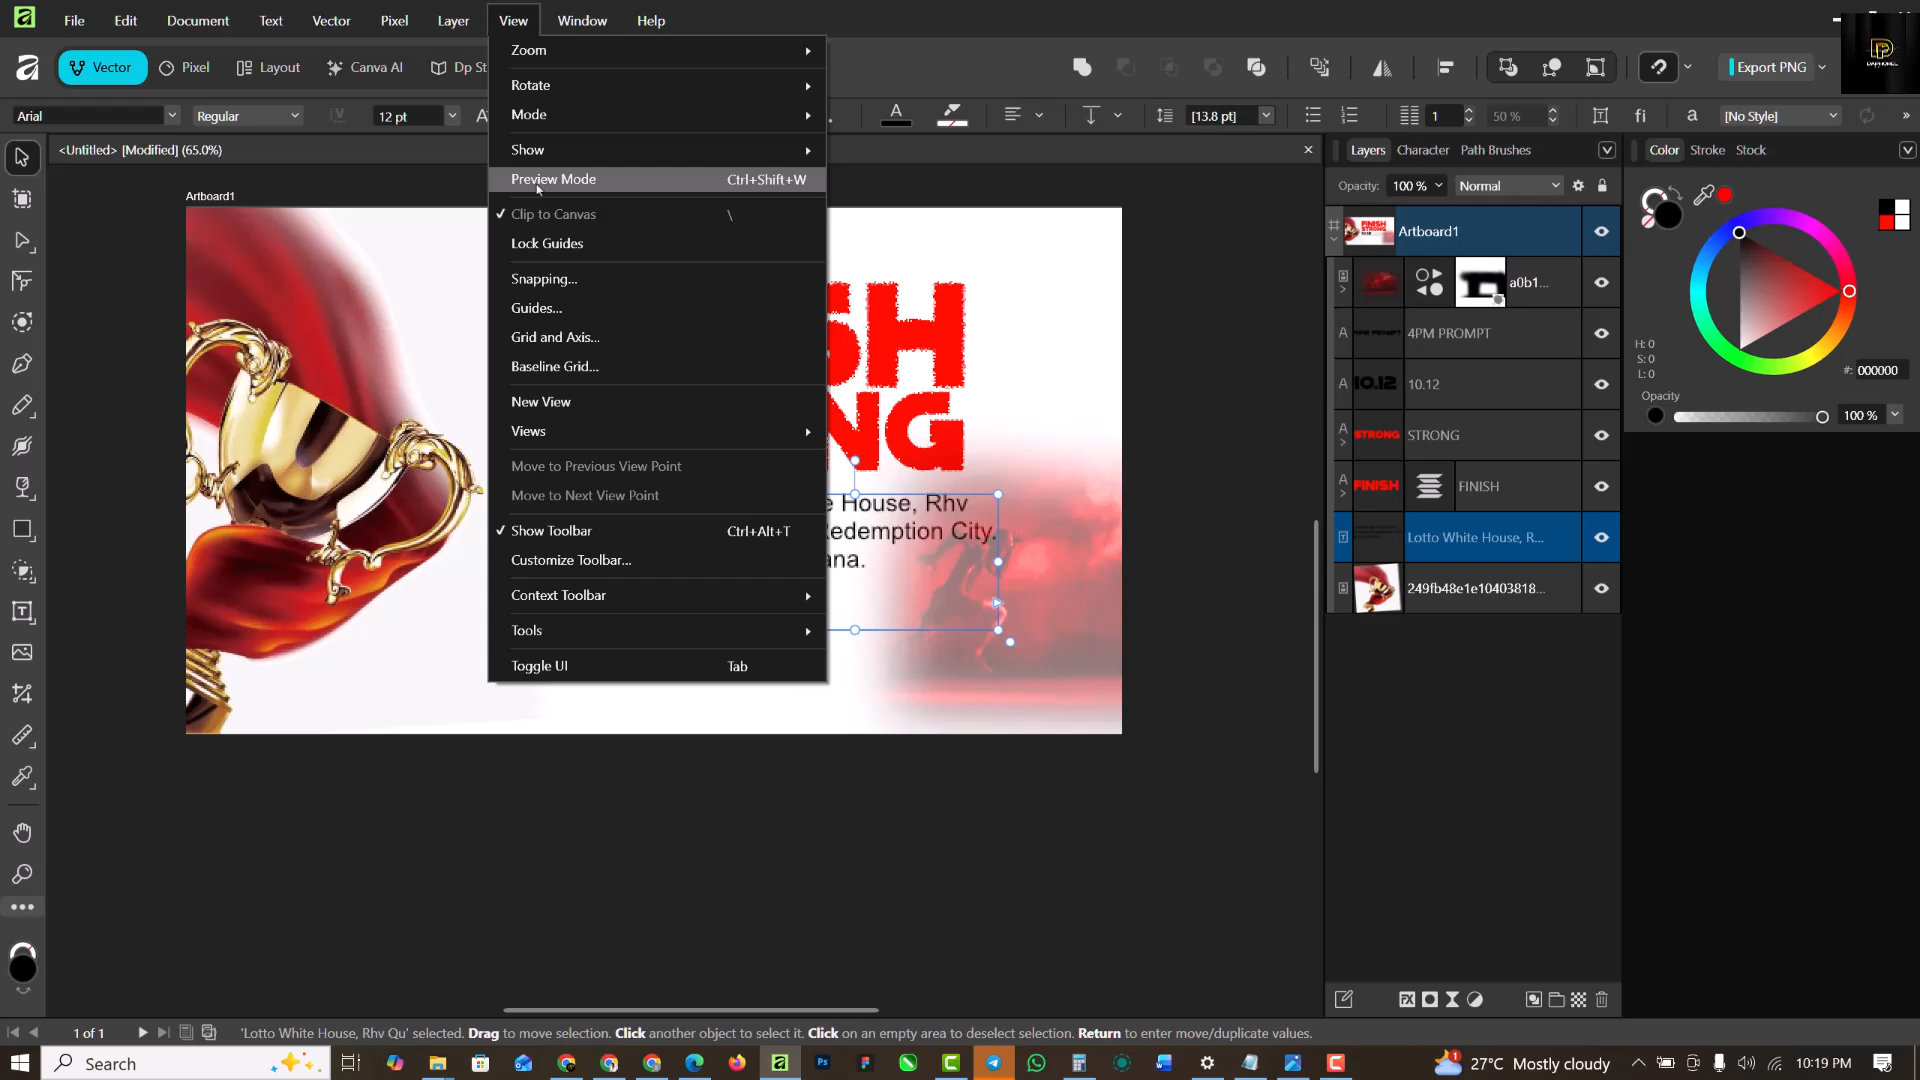 File Edit Document Text Vector Pixel Layer View Window Help
Vector Pixel Layout Canva AI Dp St Export PNG
Arial Regular 12 pt [13.8 pt] 1 50 % [No Style]
<Untitled> [Modified] (65.0%)
Artboard1
Zoom
Rotate
Mode
Show
Preview Mode Ctrl+Shift+W
Clip to Canvas \
Lock Guides
Snapping...
Guides...
Grid and Axis...
Baseline Grid...
New View
Views
Move to Previous View Point
Move to Next View Point
Show Toolbar Ctrl+Alt+T
Customize Toolbar...
Context Toolbar
Tools
Toggle UI Tab
SH
NG
e House, Rhv
Redemption City.
ana.
Layers Character Path Brushes
Opacity: 100 % Normal
Artboard1
a0b1...
4PM PROMPT
10.12
STRONG
FINISH
Lotto White House, R...
249fb48e1e10403818...
Color Stroke Stock
H: 0
S: 0
L: 0
#: 000000
Opacity
100 %
1 of 1 'Lotto White House, Rhv Qu' selected. Drag to move selection. Click another object to select it. Click on an empty area to deselect selection. Return to enter move/duplicate values.
Search 27°C Mostly cloudy 10:19 PM